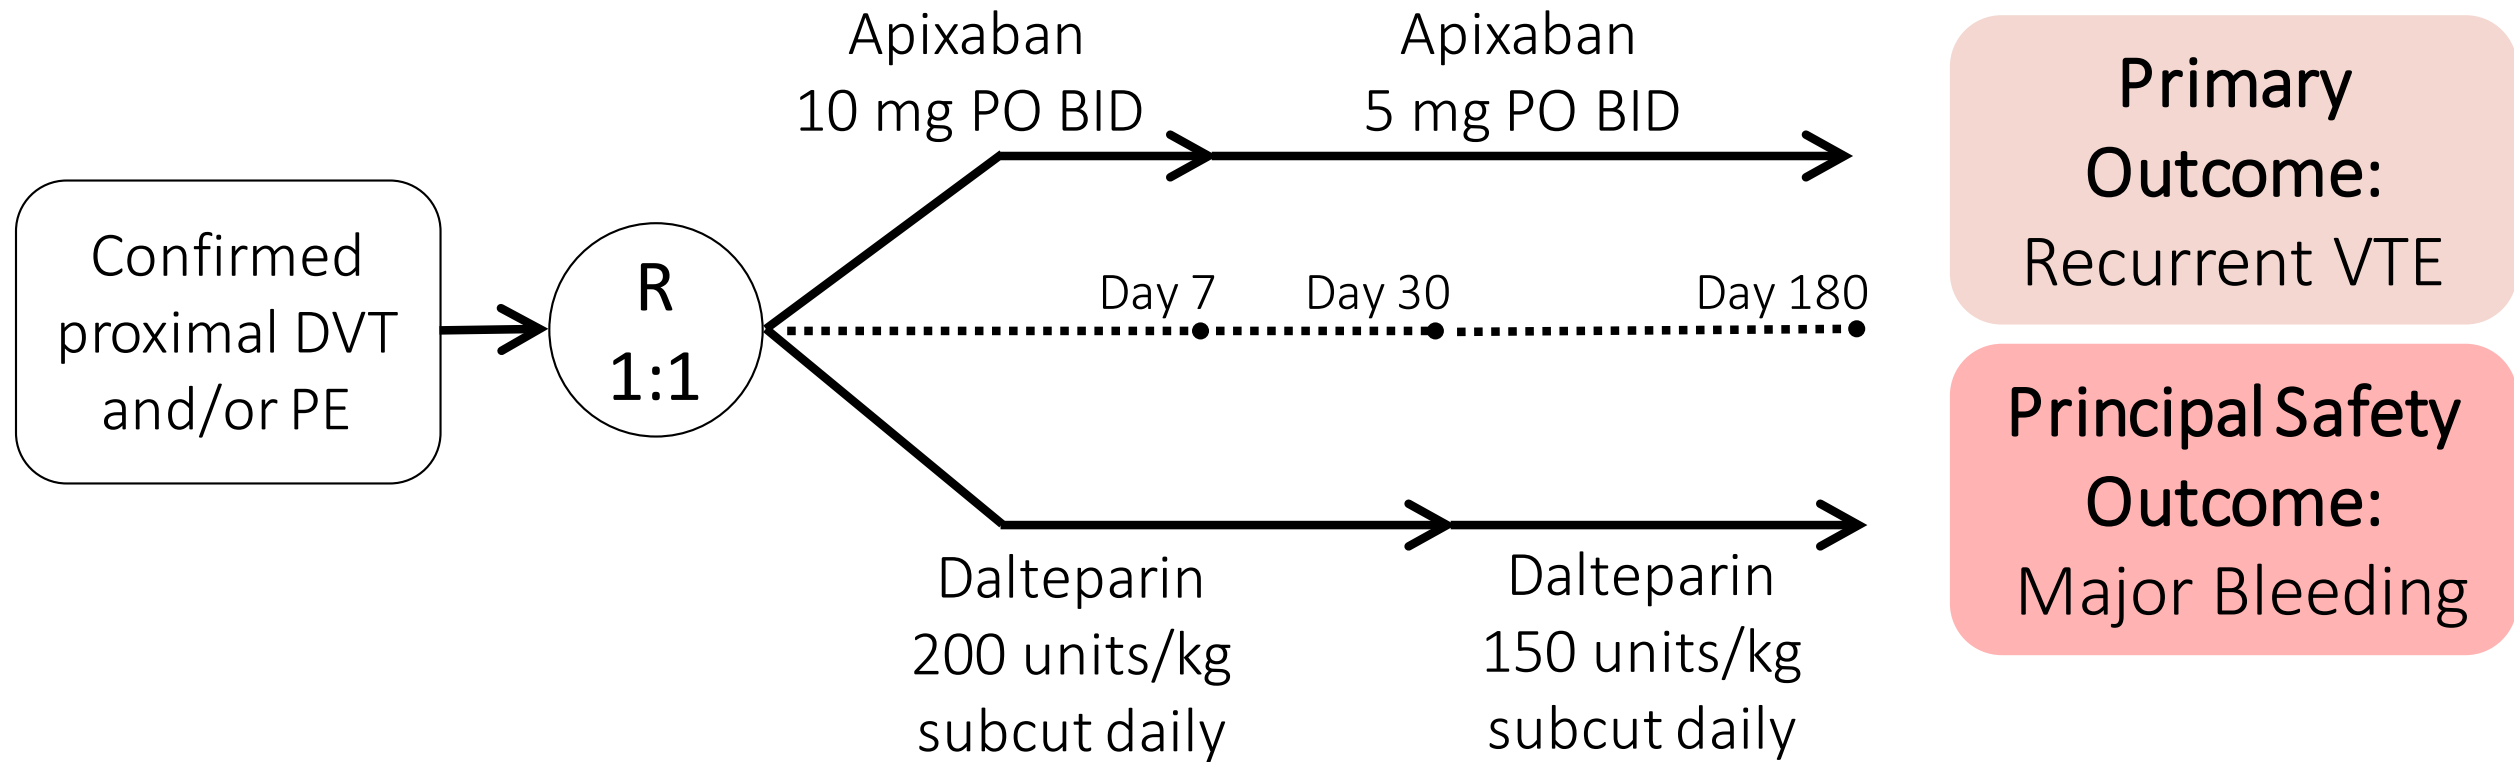 Confirmed
proximal DVT
and/or PE
R
1:1
Apixaban
10 mg PO BID
Apixaban
5 mg PO BID
Day 7
Day 30
Day 180
Dalteparin
200 units/kg
subcut daily
Dalteparin
150 units/kg
subcut daily
Primary
Outcome:
Recurrent VTE
Principal Safety
Outcome:
Major Bleeding